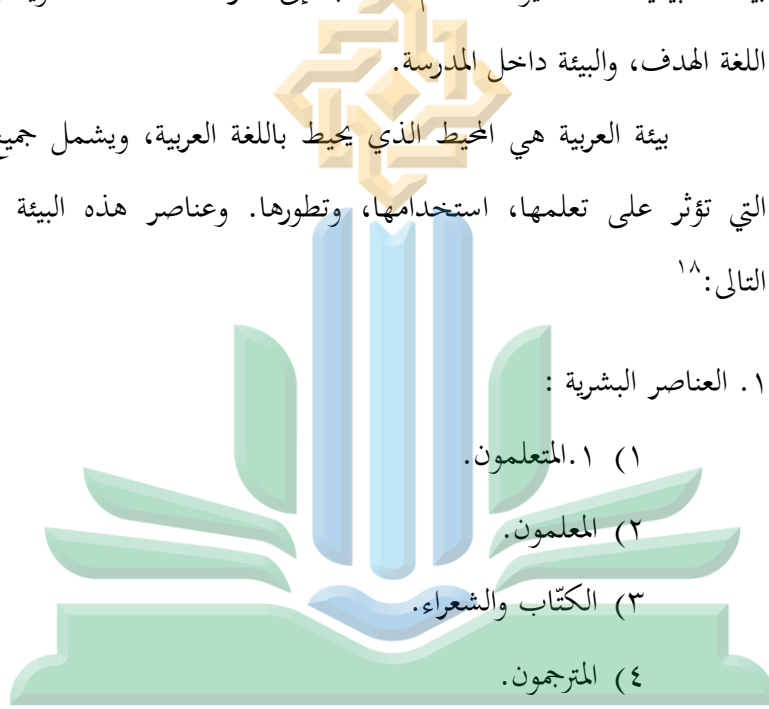 اللغة الهدف، والبيئة داخل المدرسة.
بيئة العربية هي المحيط الذي يحيط باللغة العربية، ويشمل جميع
التي تؤثر على تعلمها، استخدامها، وتطورها. وعناصر هذه البيئة
التالى:١٨
١. العناصر البشرية :
١) ١.المتعلمون.
٢) المعلمون.
٣) الكتّاب والشعراء.
٤) المترجمون.